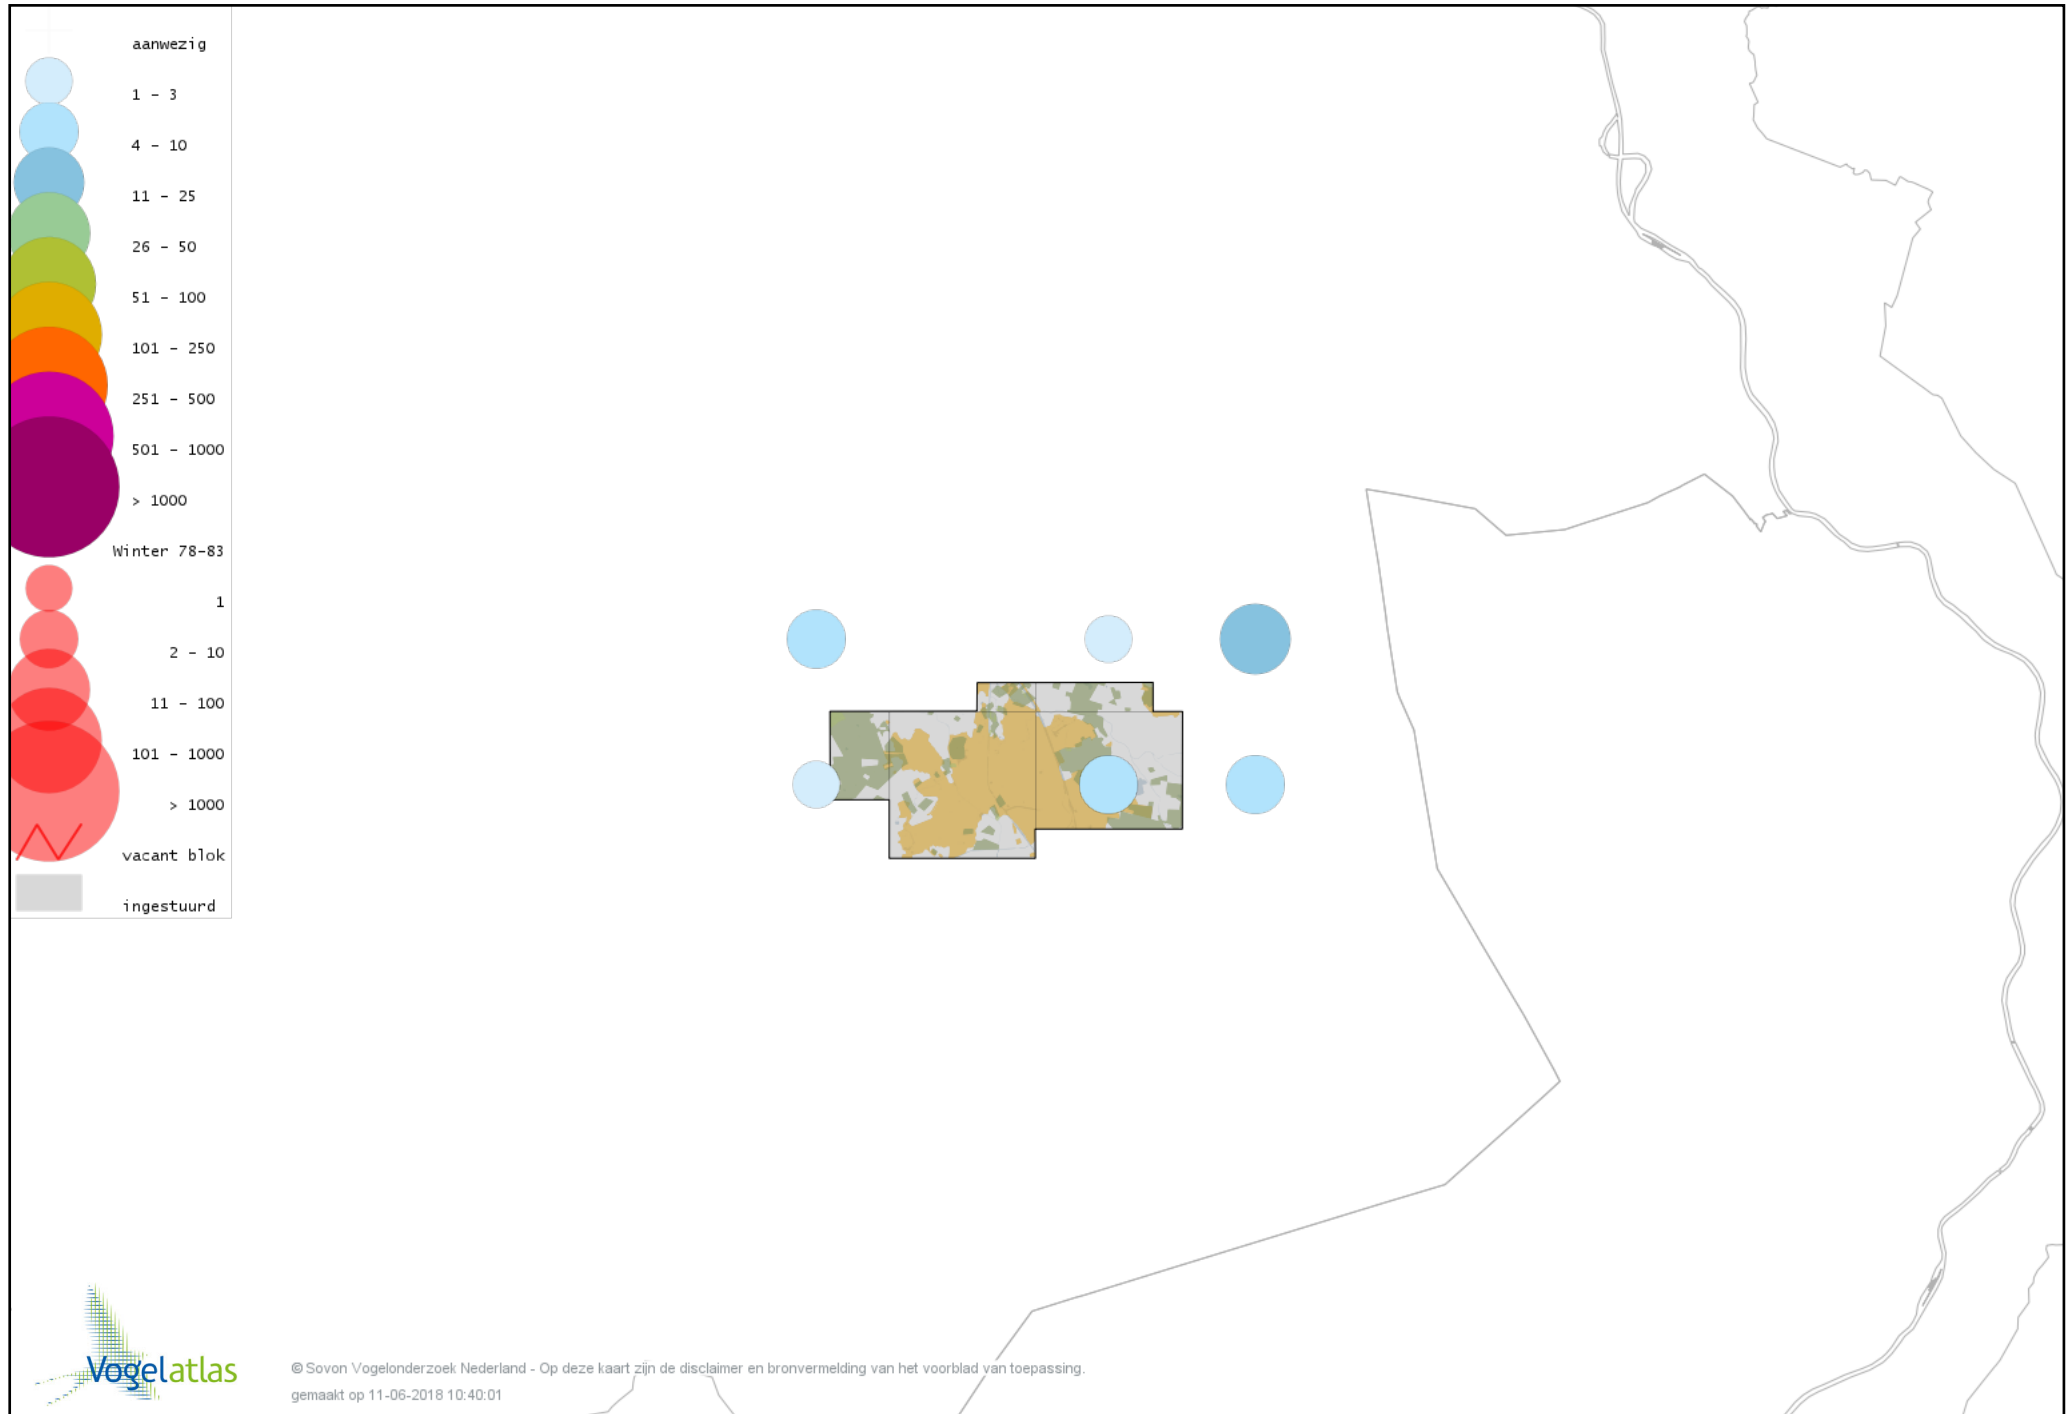 aanwezig
1 - 3
4 - 10
11 - 25
26 - 50
51 - 100
101 - 250
251 - 500
501 - 1000
> 1000
Winter 78-83
1
2 - 10
11 - 100
101 - 1000
> 1000
vacant blok
ingestuurd
Vogelatlas
© Sovon Vogelonderzoek Nederland - Op deze kaart zijn de disclaimer en bronvermelding van het voorblad van toepassing.
gemaakt op 11-06-2018 10:40:01